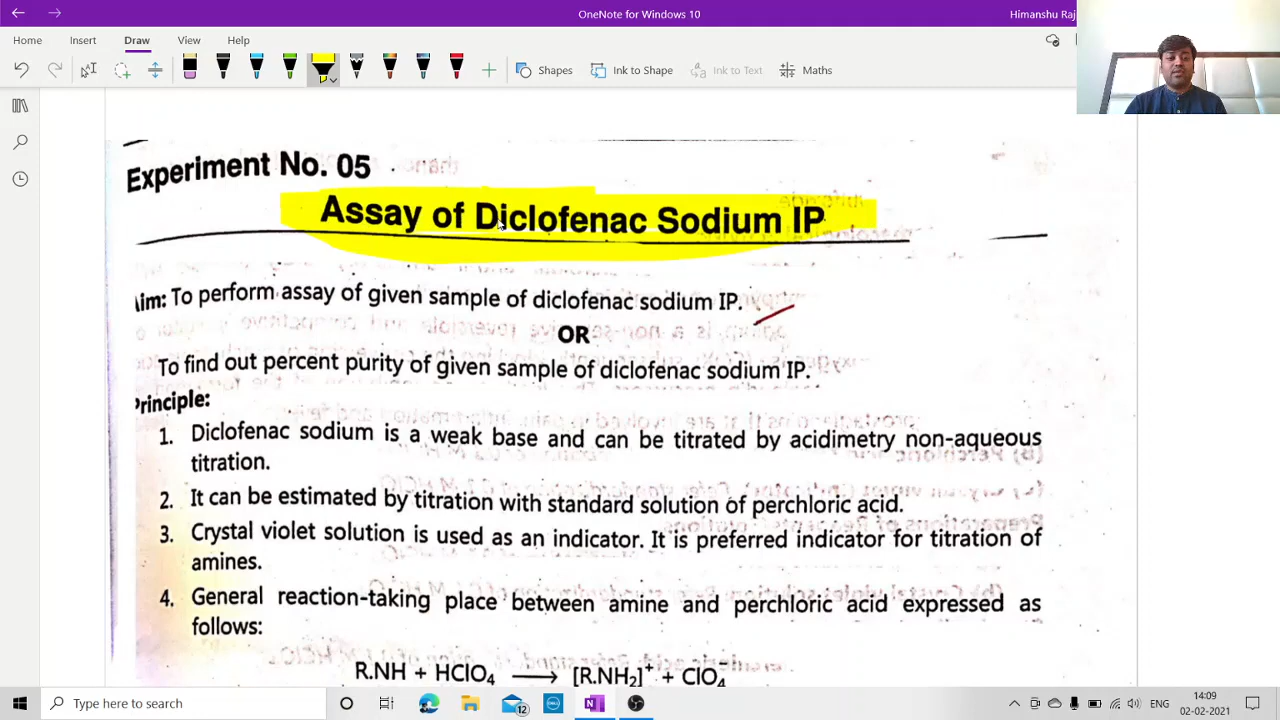 OneNote for Windows 10
Himanshu Raj
Home Insert Draw View Help
Shapes Ink to Shape Ink to Text Maths
Experiment No. 05
Assay of Diclofenac Sodium IP
Aim: To perform assay of given sample of diclofenac sodium IP.
OR
To find out percent purity of given sample of diclofenac sodium IP.
Principle:
1. Diclofenac sodium is a weak base and can be titrated by acidimetry non-aqueous
titration.
2. It can be estimated by titration with standard solution of perchloric acid.
3. Crystal violet solution is used as an indicator. It is preferred indicator for titration of
amines.
4. General reaction-taking place between amine and perchloric acid expressed as
follows:
R.NH + HClO₄ ⟶ [R.NH₂]⁺ + ClO₄⁻
Type here to search
12
DELL
ENG
14:09
02-02-2021